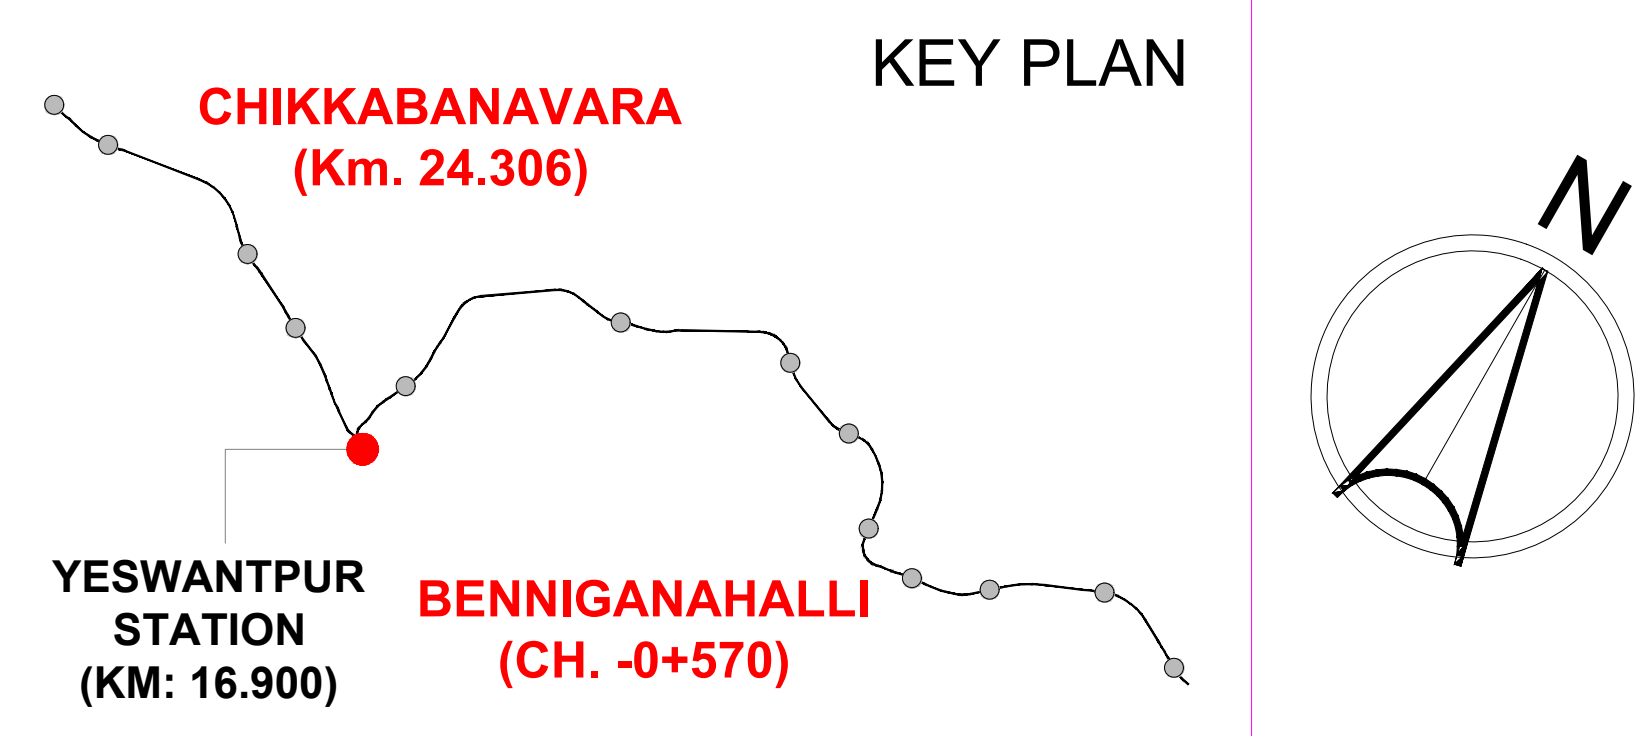 KEY PLAN
CHIKKABANAVARA
(Km. 24.306)
N
YESWANTPUR
STATION
(KM: 16.900)
BENNIGANAHALLI
(CH. -0+570)